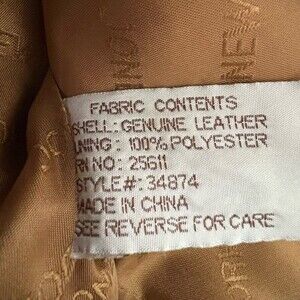 FABRIC CONTENTS
SHELL: GENUINE LEATHER
LINING: 100% POLYESTER
RN NO: 25611
STYLE#: 34874
MADE IN CHINA
SEE REVERSE FOR CARE